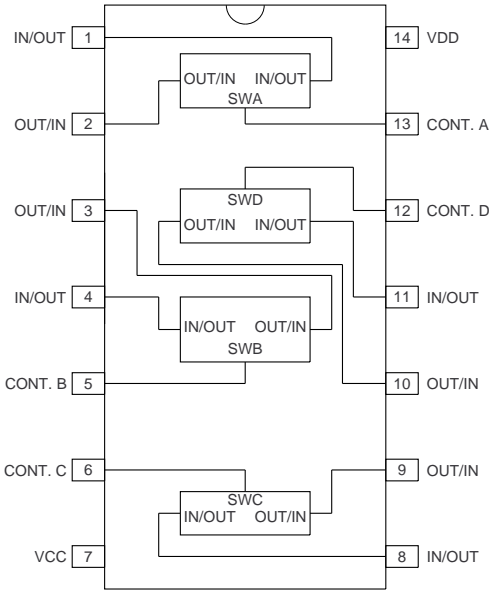 IN/OUT 1
14 VDD
OUT/IN IN/OUT
SWA
OUT/IN 2
13 CONT. A
SWD
OUT/IN 3
12 CONT. D
OUT/IN IN/OUT
IN/OUT 4
11 IN/OUT
IN/OUT OUT/IN
SWB
CONT. B 5
10 OUT/IN
CONT. C 6
9 OUT/IN
SWC
IN/OUT OUT/IN
VCC 7
8 IN/OUT